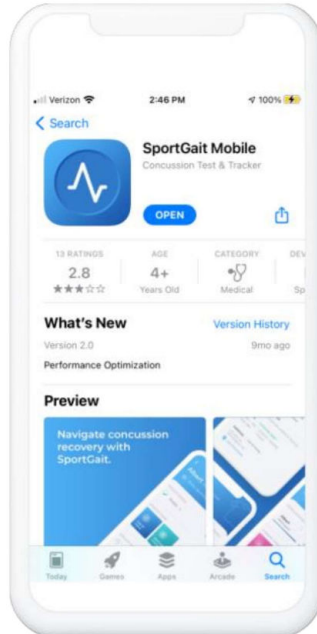 Verizon 2:46 PM 100%
Search
SportGait Mobile
Concussion Test & Tracker
OPEN
13 RATINGS AGE CATEGORY DEV
2.8 4+ Medical Sp
Years Old
What's New Version History
Version 2.0 9mo ago
Performance Optimization
Preview
Navigate concussion
recovery with
SportGait.
Today Games Apps Arcade Search